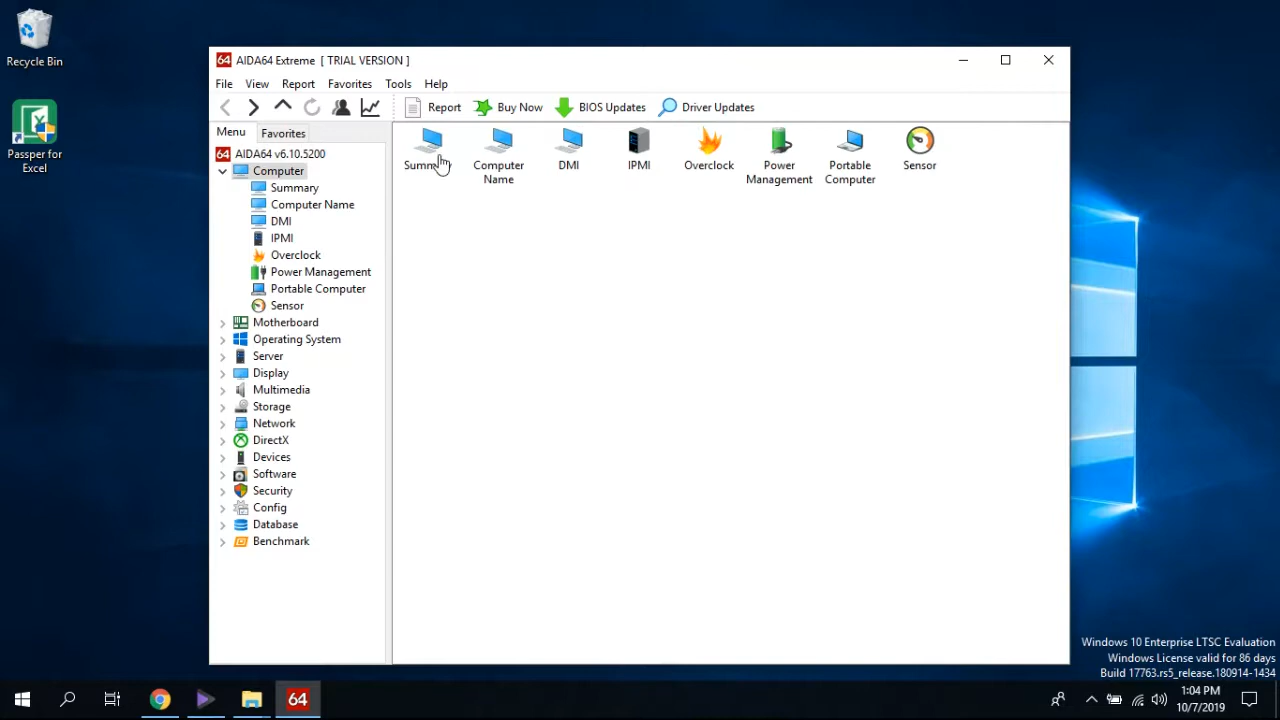 Recycle Bin
Passper for
Excel
64 AIDA64 Extreme [ TRIAL VERSION ]
File View Report Favorites Tools Help
Report Buy Now BIOS Updates Driver Updates
Menu Favorites
64 AIDA64 v6.10.5200
Computer
Summary
Computer Name
DMI
IPMI
Overclock
Power Management
Portable Computer
Sensor
Motherboard
Operating System
Server
Display
Multimedia
Storage
Network
DirectX
Devices
Software
Security
Config
Database
Benchmark
Summary
Computer
Name
DMI
IPMI
Overclock
Power
Management
Portable
Computer
Sensor
Windows 10 Enterprise LTSC Evaluation
Windows License valid for 86 days
Build 17763.rs5_release.180914-1434
64
1:04 PM
10/7/2019